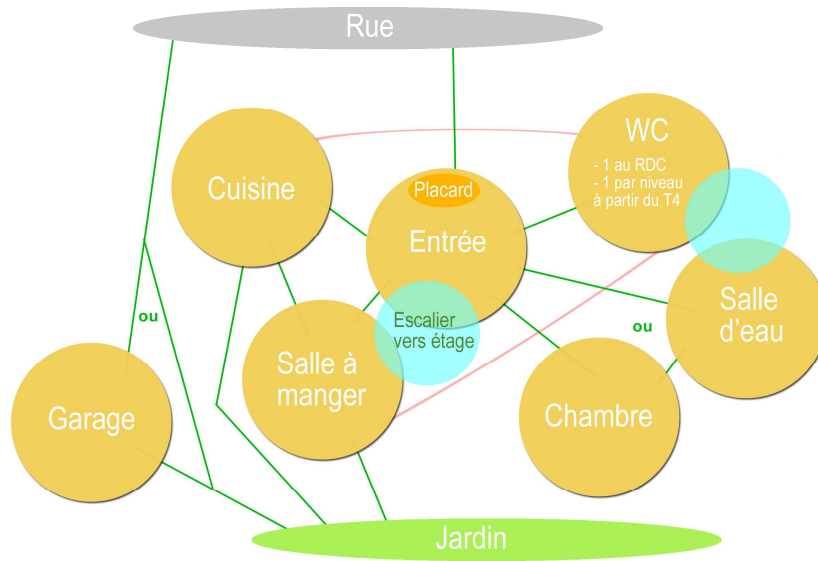 Rue
WC
- 1 au RDC
- 1 par niveau
à partir du T4
Cuisine
Placard
Entrée
Salle
d'eau
Escalier
vers étage
ou
ou
Salle à
manger
Garage
Chambre
Jardin